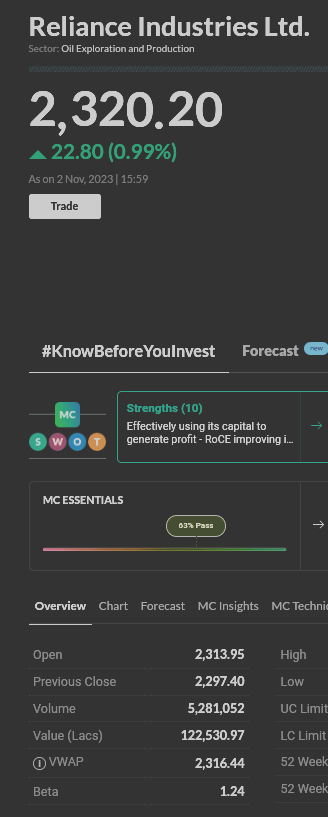 Reliance Industries Ltd.
Sector: Oil Exploration and Production
2,320.20
22.80 (0.99%)
As on 2 Nov, 2023 | 15:59
Trade
#KnowBeforeYouInvest Forecast new
MC
S W O T
Strengths (10)
Effectively using its capital to
generate profit - RoCE improving i...
MC ESSENTIALS
63% Pass
Overview Chart Forecast MC Insights MC Technic
Open 2,313.95 High
Previous Close 2,297.40 Low
Volume 5,281,052 UC Limit
Value (Lacs) 122,530.97 LC Limit
VWAP 2,316.44 52 Week
Beta 1.24 52 Week